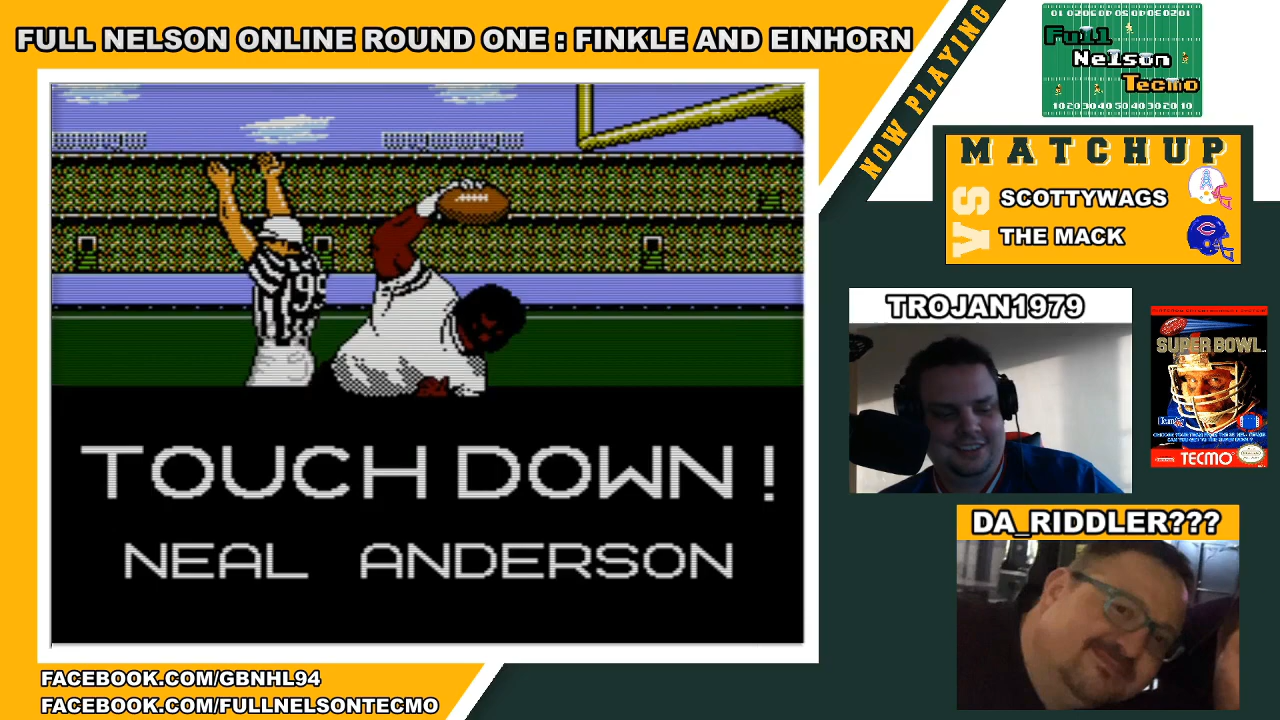 FULL NELSON ONLINE ROUND ONE : FINKLE AND EINHORN
NOW PLAYING
Full
Nelson
Tecmo
MATCHUP
VS
SCOTTYWAGS
THE MACK
99
TOUCH DOWN!
NEAL ANDERSON
TROJAN1979
SUPER BOWL
TECMO
DA_RIDDLER???
FACEBOOK.COM/GBNHL94
FACEBOOK.COM/FULLNELSONTECMO